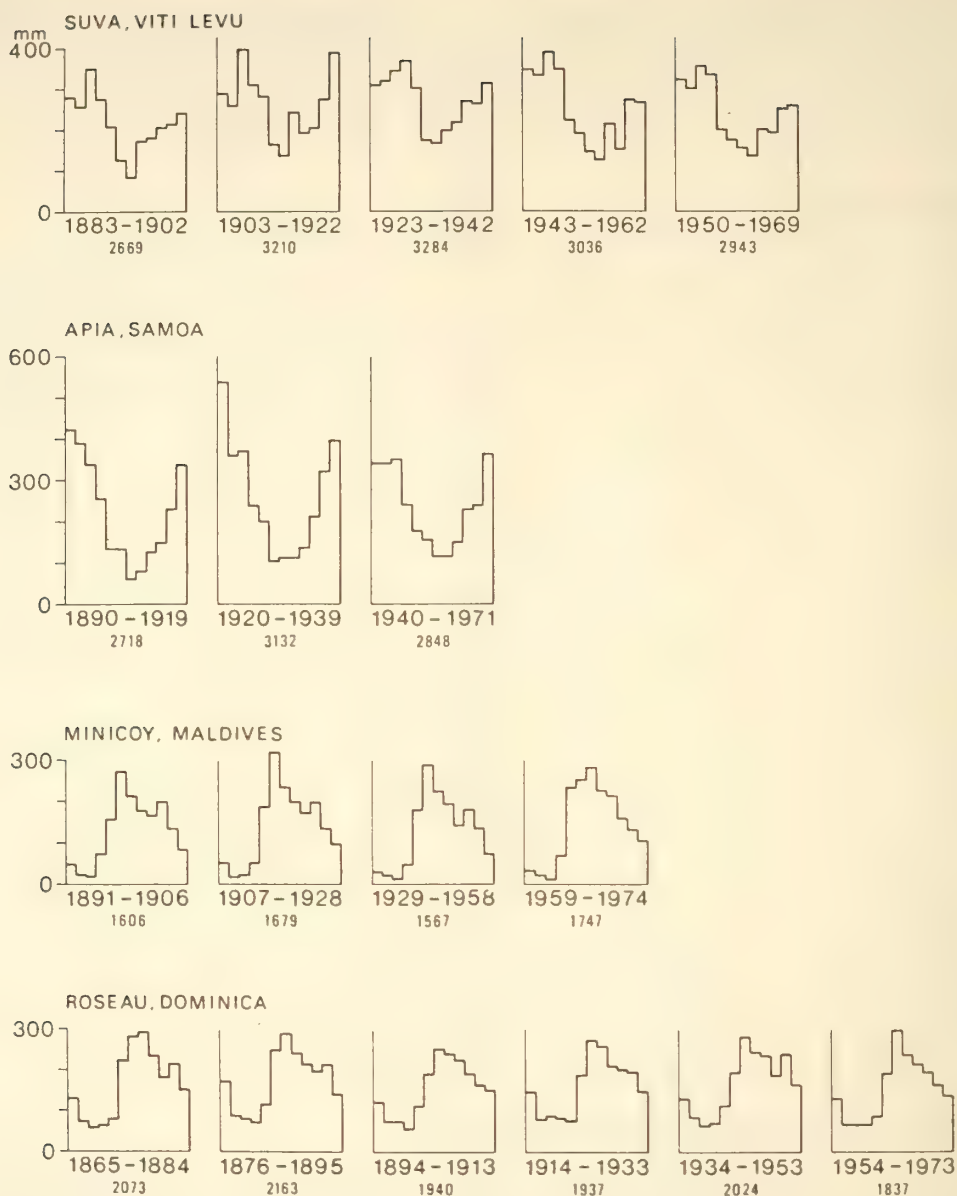 SUVA, VITI LEVU
mm
400
0
1883-1902 1903-1922 1923-1942 1943-1962 1950-1969
2669 3210 3284 3036 2943
APIA, SAMOA
600
300
0
1890-1919 1920-1939 1940-1971
2718 3132 2848
MINICOY, MALDIVES
300
0
1891-1906 1907-1928 1929-1958 1959-1974
1606 1679 1567 1747
ROSEAU, DOMINICA
300
0
1865-1884 1876-1895 1894-1913 1914-1933 1934-1953 1954-1973
2073 2163 1940 1937 2024 1837